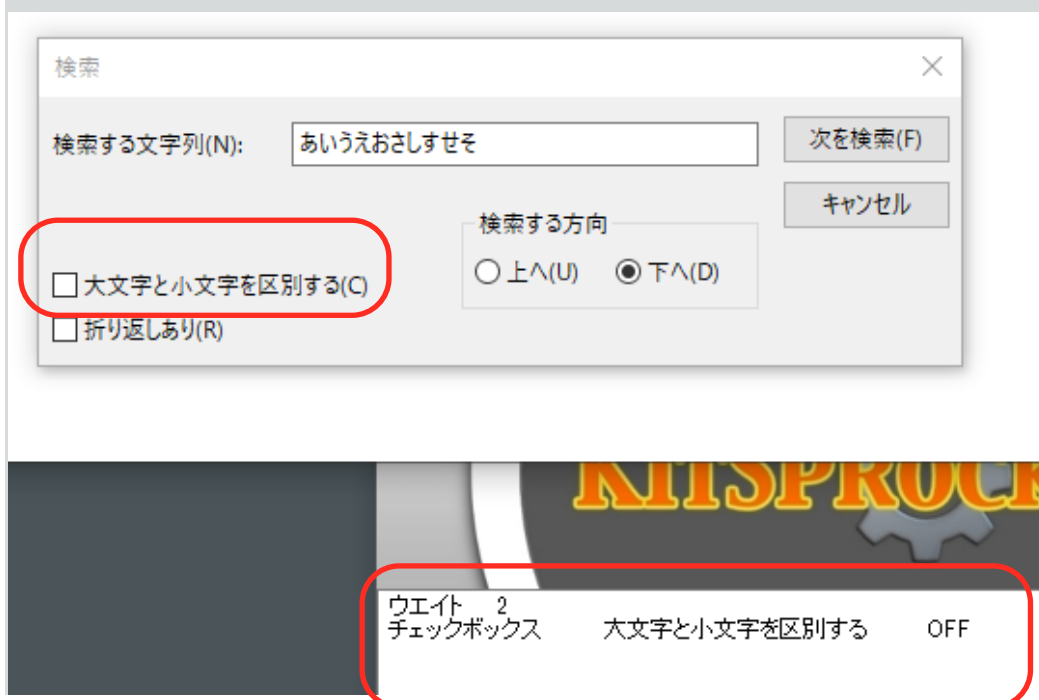 検索
検索する文字列(N):
あいうえおさしすせそ
次を検索(F)
キャンセル
検索する方向
上へ(U)
下へ(D)
大文字と小文字を区別する(C)
折り返しあり(R)
KITSPROCK
ウエイト 2
チェックボックス 大文字と小文字を区別する OFF